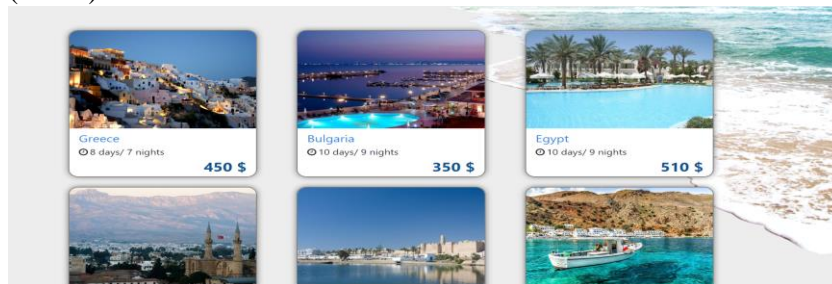 Greece
8 days/ 7 nights
450 $
Bulgaria
10 days/ 9 nights
350 $
Egypt
10 days/ 9 nights
510 $